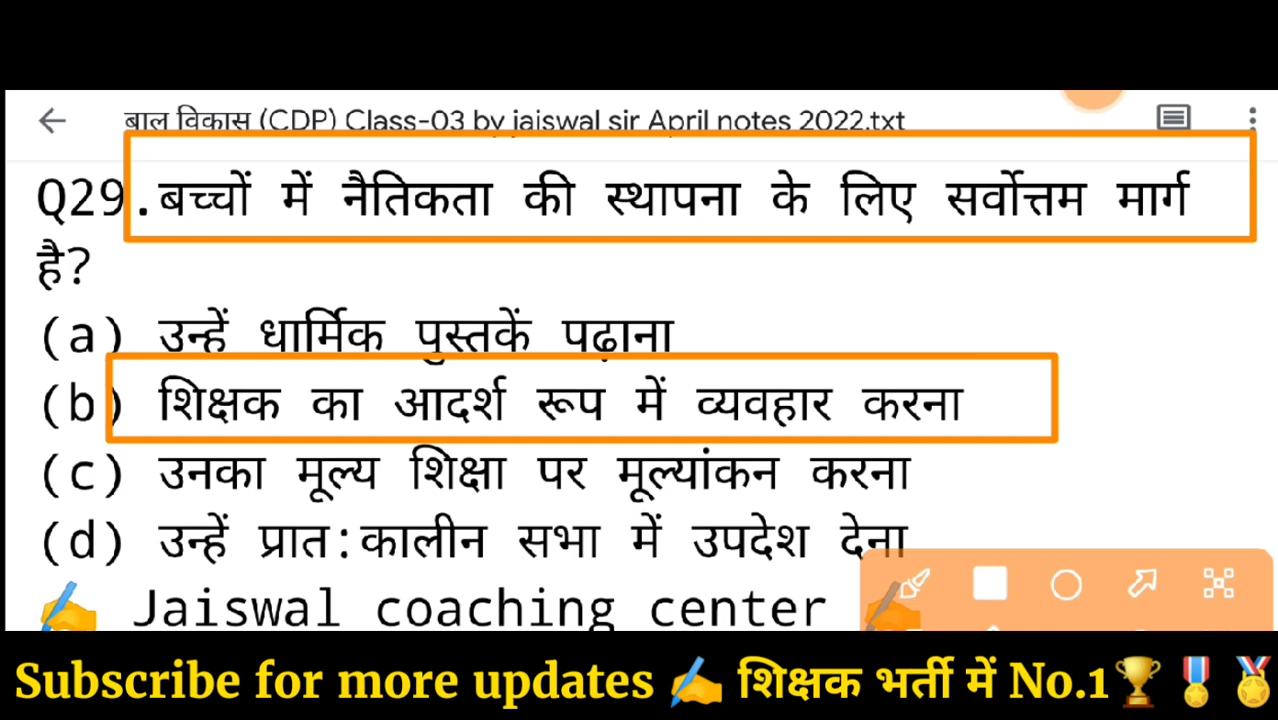 बाल विकास (CDP) Class-03 by jaiswal sir April notes 2022.txt
Q29.बच्चों में नैतिकता की स्थापना के लिए सर्वोत्तम मार्ग
है?
(a) उन्हें धार्मिक पुस्तकें पढ़ाना
(b) शिक्षक का आदर्श रूप में व्यवहार करना
(c) उनका मूल्य शिक्षा पर मूल्यांकन करना
(d) उन्हें प्रात:कालीन सभा में उपदेश देना
✍️ Jaiswal coaching center ✍️
Subscribe for more updates ✍️ शिक्षक भर्ती में No.1🏆🎖️🏅